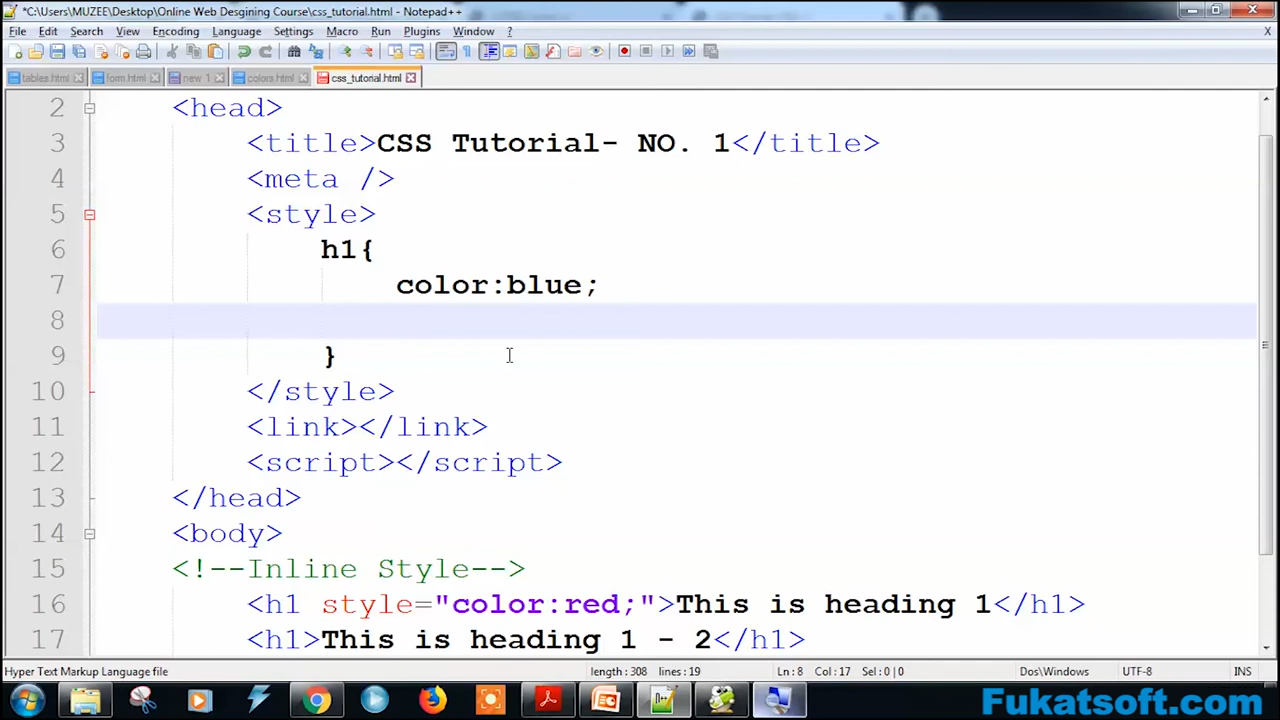 *C:\Users\MUZEE\Desktop\Online Web Desgining Course\css_tutorial.html - Notepad++
File Edit Search View Encoding Language Settings Macro Run Plugins Window ? X
tables.html form.html new 1 colors.html css_tutorial.html
2 <head>
3 <title>CSS Tutorial- NO. 1</title>
4 <meta />
5 <style>
6 h1{
7 color:blue;
8
9 }
10 </style>
11 <link></link>
12 <script></script>
13 </head>
14 <body>
15 <!--Inline Style-->
16 <h1 style="color:red;">This is heading 1</h1>
17 <h1>This is heading 1 - 2</h1>
Hyper Text Markup Language file length : 308 lines : 19 Ln : 8 Col : 17 Sel : 0 | 0 Dos\Windows UTF-8 INS
Fukatsoft.com